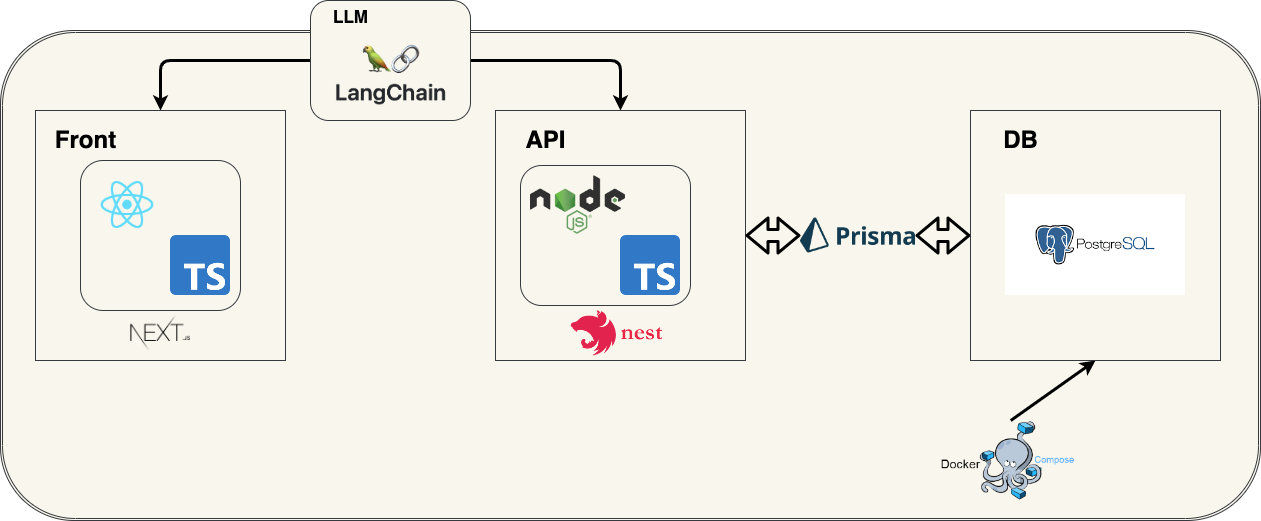 LLM
LangChain
Front
TS
NEXT.JS
API
node
JS
TS
nest
Prisma
DB
PostgreSQL
Docker
Compose